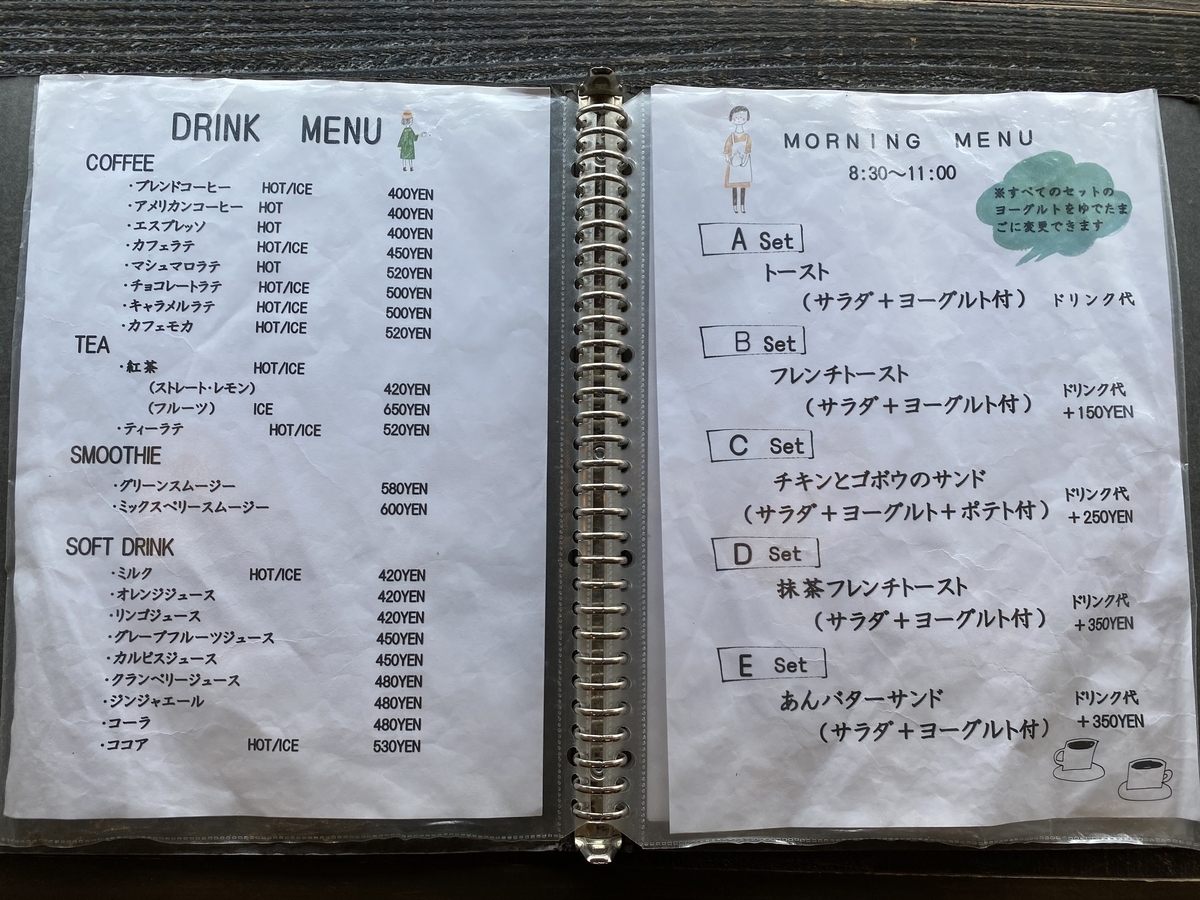 DRINK MENU
COFFEE
・ブレンドコーヒー HOT/ICE 400YEN
・アメリカンコーヒー HOT 400YEN
・エスプレッソ HOT 400YEN
・カフェラテ HOT/ICE 450YEN
・マシュマロラテ HOT 520YEN
・チョコレートラテ HOT/ICE 500YEN
・キャラメルラテ HOT/ICE 500YEN
・カフェモカ HOT/ICE 520YEN
TEA
・紅茶 HOT/ICE
(ストレート・レモン) 420YEN
(フルーツ) ICE 650YEN
・ティーラテ HOT/ICE 520YEN
SMOOTHIE
・グリーンスムージー 580YEN
・ミックスベリースムージー 600YEN
SOFT DRINK
・ミルク HOT/ICE 420YEN
・オレンジジュース 420YEN
・リンゴジュース 420YEN
・グレープフルーツジュース 450YEN
・カルピスジュース 450YEN
・クランベリージュース 480YEN
・ジンジャエール 480YEN
・コーラ 480YEN
・ココア HOT/ICE 530YEN
MORNING MENU
8:30～11:00
※すべてのセットの
ヨーグルトをゆでたま
ごに変更できます
A Set
トースト
(サラダ＋ヨーグルト付) ドリンク代
B Set
フレンチトースト
(サラダ＋ヨーグルト付)
ドリンク代
＋150YEN
C Set
チキンとゴボウのサンド
(サラダ＋ヨーグルト＋ポテト付)
ドリンク代
＋250YEN
D Set
抹茶フレンチトースト
(サラダ＋ヨーグルト付)
ドリンク代
＋350YEN
E Set
あんバターサンド
(サラダ＋ヨーグルト付)
ドリンク代
＋350YEN